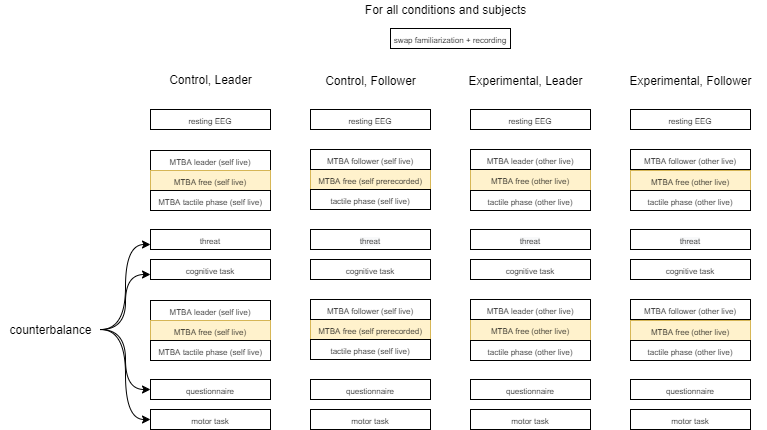 For all conditions and subjects
swap familiarization + recording
Control, Leader
Control, Follower
Experimental, Leader
Experimental, Follower
resting EEG
resting EEG
resting EEG
resting EEG
MTBA leader (self live)
MTBA follower (self live)
MTBA leader (other live)
MTBA follower (other live)
MTBA free (self live)
MTBA free (self prerecorded)
MTBA free (other live)
MTBA free (other live)
MTBA tactile phase (self live)
tactile phase (self live)
tactile phase (other live)
tactile phase (other live)
threat
threat
threat
threat
cognitive task
cognitive task
cognitive task
cognitive task
MTBA leader (self live)
MTBA follower (self live)
MTBA leader (other live)
MTBA follower (other live)
counterbalance
MTBA free (self live)
MTBA free (self prerecorded)
MTBA free (other live)
MTBA free (other live)
MTBA tactile phase (self live)
tactile phase (self live)
tactile phase (other live)
tactile phase (other live)
questionnaire
questionnaire
questionnaire
questionnaire
motor task
motor task
motor task
motor task